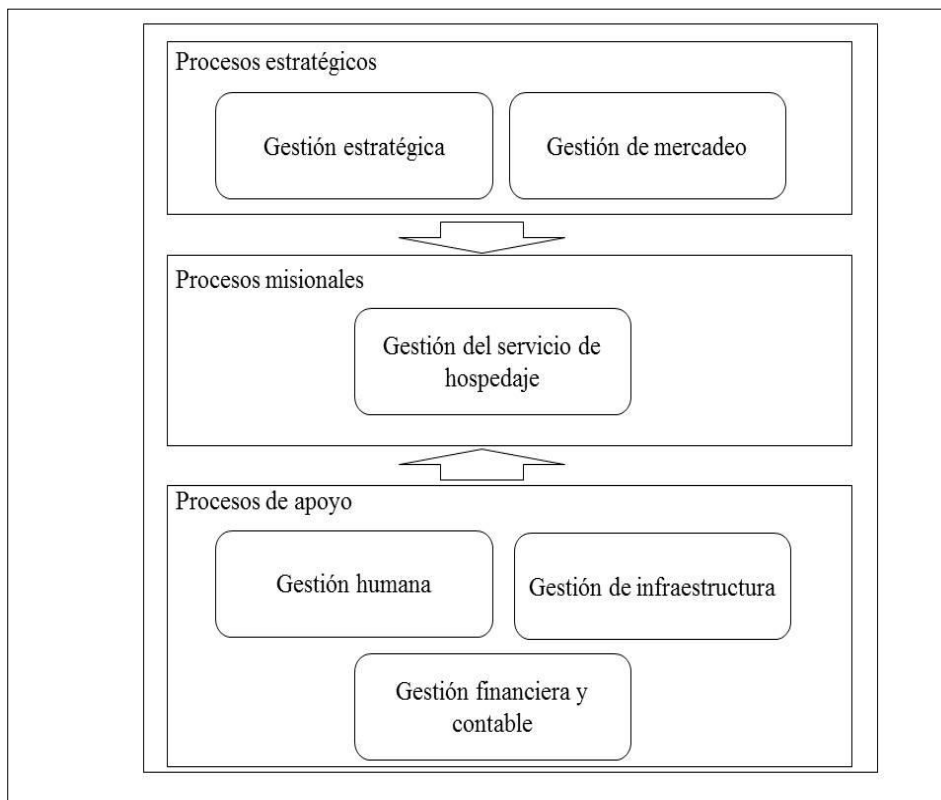 Procesos estratégicos
Gestión estratégica
Gestión de mercadeo
Procesos misionales
Gestión del servicio de
hospedaje
Procesos de apoyo
Gestión humana
Gestión de infraestructura
Gestión financiera y
contable